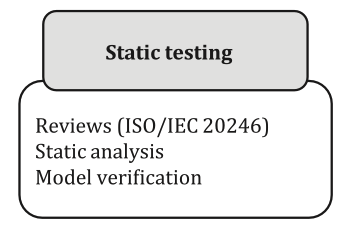 Static testing
Reviews (ISO/IEC 20246)
Static analysis
Model verification